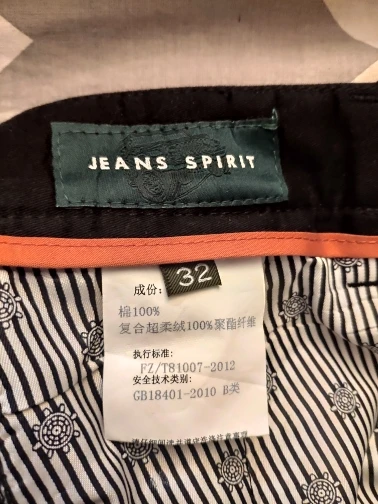 JEANS SPIRIT
32
成份:
棉100%
复合超柔绒100%聚酯纤维
执行标准:
FZ/T81007-2012
安全技术类别:
GB18401-2010 B类